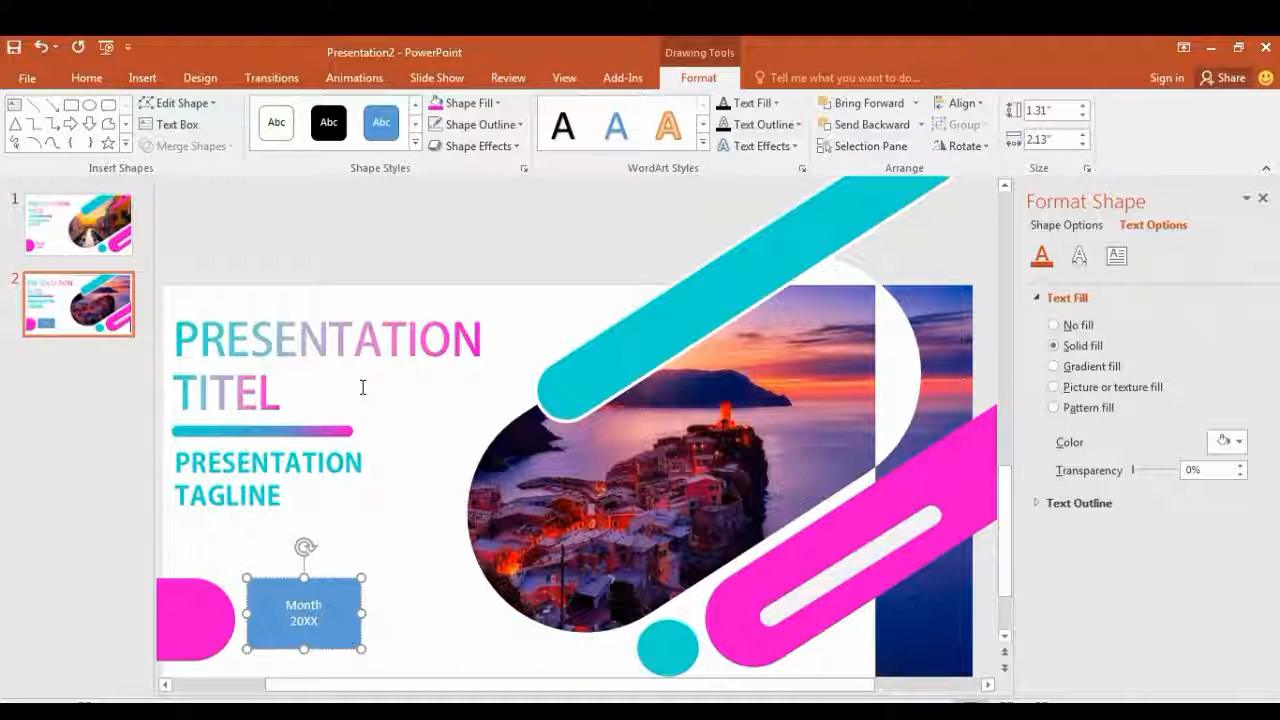 Presentation2 - PowerPoint
Drawing Tools
File Home Insert Design Transitions Animations Slide Show Review View Add-Ins Format Tell me what you want to do... Sign in Share
Edit Shape
Text Box
Merge Shapes
Insert Shapes
Abc Abc Abc
Shape Fill
Shape Outline
Shape Effects
Shape Styles
A A A
Text Fill
Text Outline
Text Effects
WordArt Styles
Bring Forward
Send Backward
Selection Pane
Align
Group
Rotate
Arrange
1.31"
2.13"
Size
1
2
PRESENTATION
TITEL
PRESENTATION
TAGLINE
Month
20XX
Format Shape
Shape Options Text Options
Text Fill
No fill
Solid fill
Gradient fill
Picture or texture fill
Pattern fill
Color
Transparency 0%
Text Outline